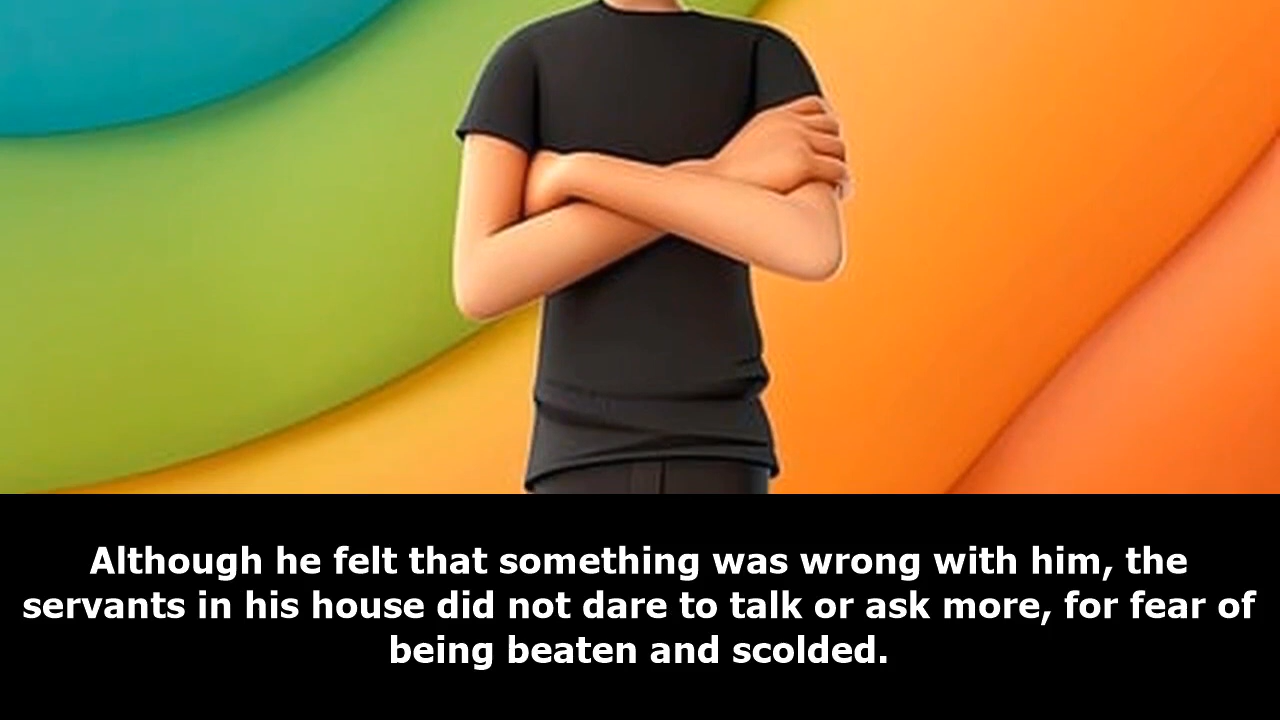 Although he felt that something was wrong with him, the
servants in his house did not dare to talk or ask more, for fear of
being beaten and scolded.